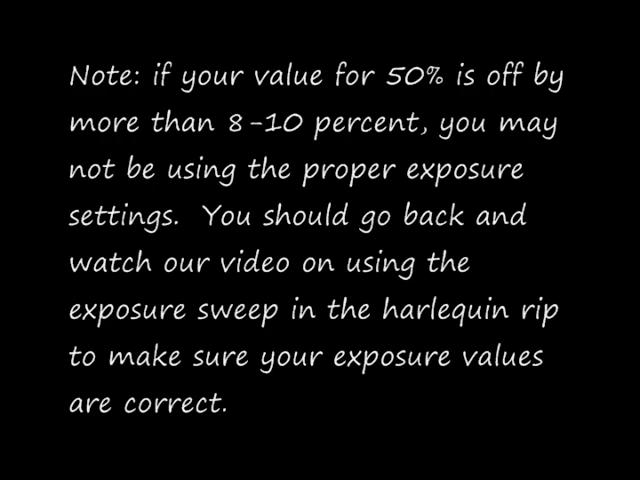 Note: if your value for 50% is off by
more than 8-10 percent, you may
not be using the proper exposure
settings.  You should go back and
watch our video on using the
exposure sweep in the harlequin rip
to make sure your exposure values
are correct.